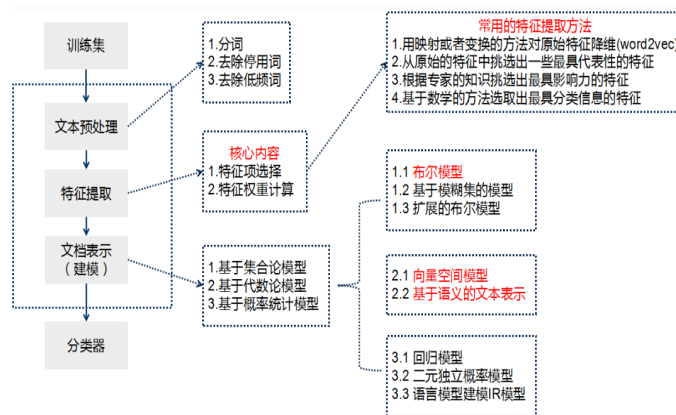 训练集
文本预处理
特征提取
文档表示
（建模）
分类器
1.分词
2.去除停用词
3.去除低频词
核心内容
1.特征项选择
2.特征权重计算
1.基于集合论模型
2.基于代数论模型
3.基于概率统计模型
常用的特征提取方法
1.用映射或者变换的方法对原始特征降维(word2vec)
2.从原始的特征中挑选出一些最具代表性的特征
3.根据专家的知识挑选出最具影响力的特征
4.基于数学的方法选取出最具分类信息的特征
1.1 布尔模型
1.2 基于模糊集的模型
1.3 扩展的布尔模型
2.1 向量空间模型
2.2 基于语义的文本表示
3.1 回归模型
3.2 二元独立概率模型
3.3 语言模型建模IR模型